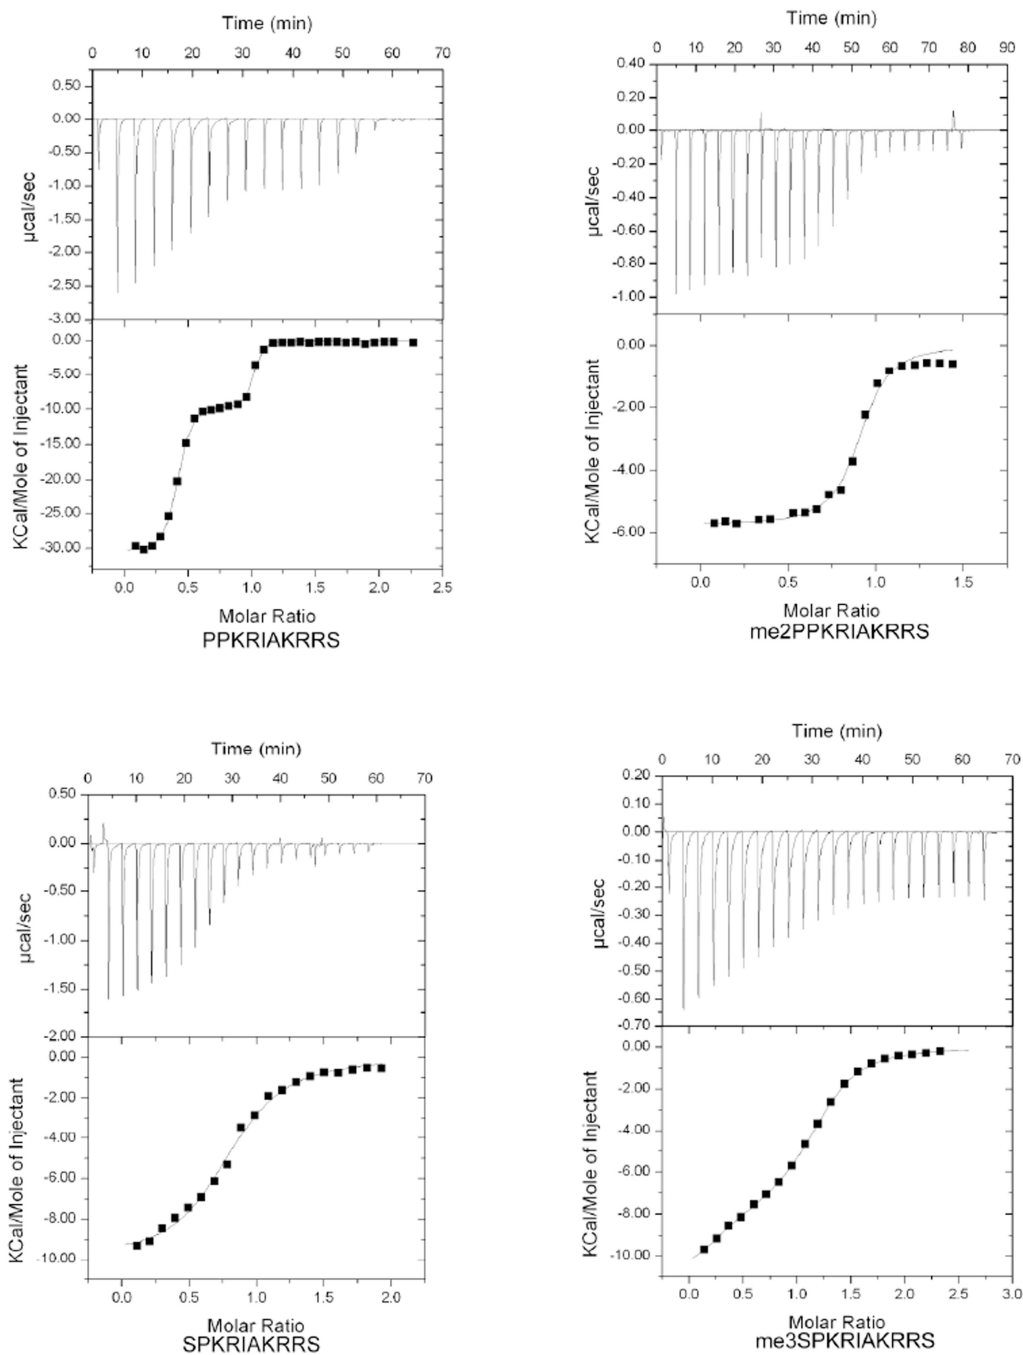 Time (min)
0 10 20 30 40 50 60 70
0.50
0.00
-0.50
-1.00
-1.50
-2.00
-2.50
-3.00
µcal/sec
0.00
-5.00
-10.00
-15.00
-20.00
-25.00
-30.00
KCal/Mole of Injectant
0.0 0.5 1.0 1.5 2.0 2.5
Molar Ratio
PPKRIAKRRS
Time (min)
0 10 20 30 40 50 60 70 80 90
0.40
0.20
0.00
-0.20
-0.40
-0.60
-0.80
-1.00
µcal/sec
0.00
-2.00
-4.00
-6.00
KCal/Mole of Injectant
0.0 0.5 1.0 1.5
Molar Ratio
me2PPKRIAKRRS
Time (min)
0 10 20 30 40 50 60 70
0.50
0.00
-0.50
-1.00
-1.50
-2.00
µcal/sec
0.00
-2.00
-4.00
-6.00
-8.00
-10.00
KCal/Mole of Injectant
0.0 0.5 1.0 1.5 2.0
Molar Ratio
SPKRIAKRRS
Time (min)
0 10 20 30 40 50 60 70
0.20
0.10
0.00
-0.10
-0.20
-0.30
-0.40
-0.50
-0.60
-0.70
µcal/sec
0.00
-2.00
-4.00
-6.00
-8.00
-10.00
KCal/Mole of Injectant
0.0 0.5 1.0 1.5 2.0 2.5 3.0
Molar Ratio
me3SPKRIAKRRS